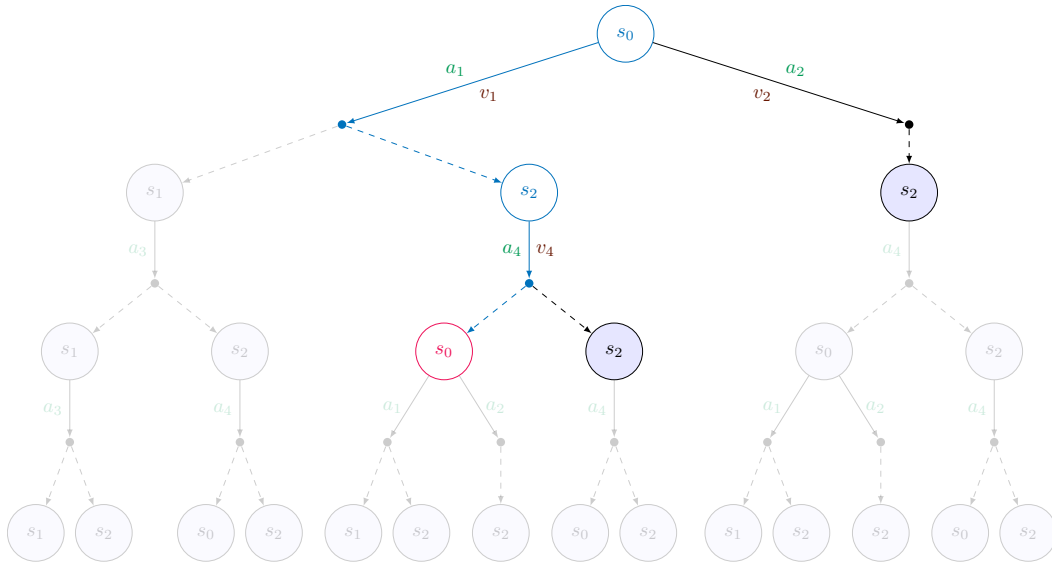 s₀
a₁ a₂
v₁ v₂
s₁ s₂ s₂
a₃ a₄ v₄ a₄
s₁ s₂ s₀ s₂ s₀ s₂
a₃ a₄ a₁ a₂ a₄ a₁ a₂ a₄
s₁ s₂ s₀ s₂ s₁ s₂ s₂ s₀ s₂ s₁ s₂ s₂ s₀ s₂